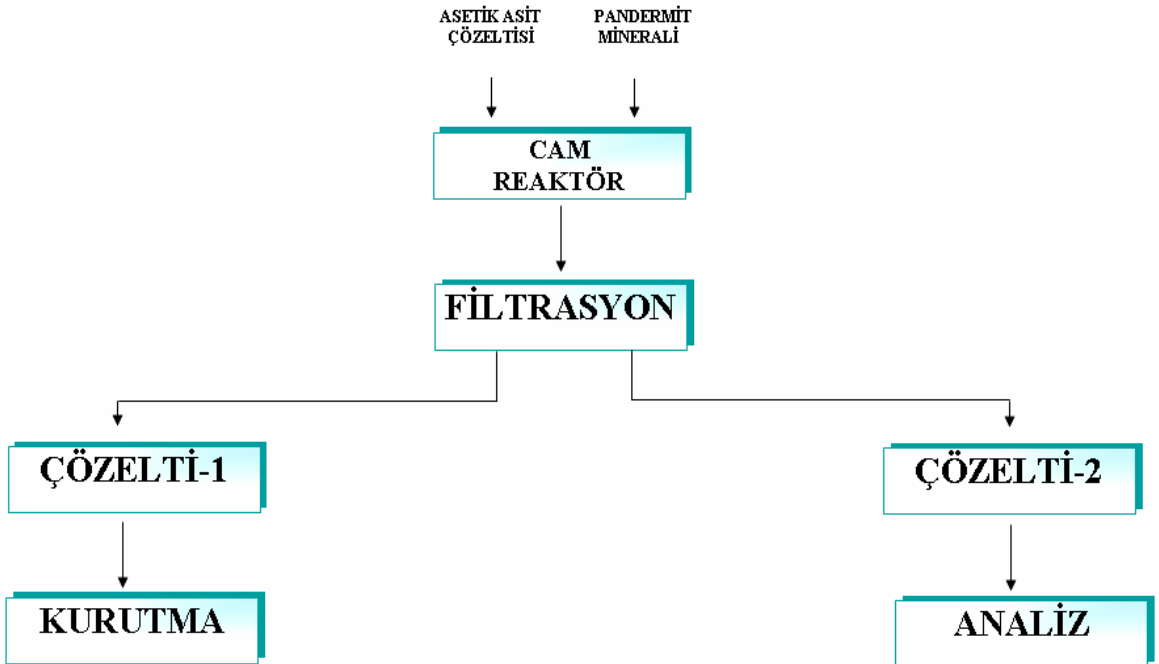 ASETİK ASİT
ÇÖZELTİSİ
PANDERMİT
MİNERALİ
CAM
REAKTÖR
FİLTRASYON
ÇÖZELTİ-1
ÇÖZELTİ-2
KURUTMA
ANALİZ